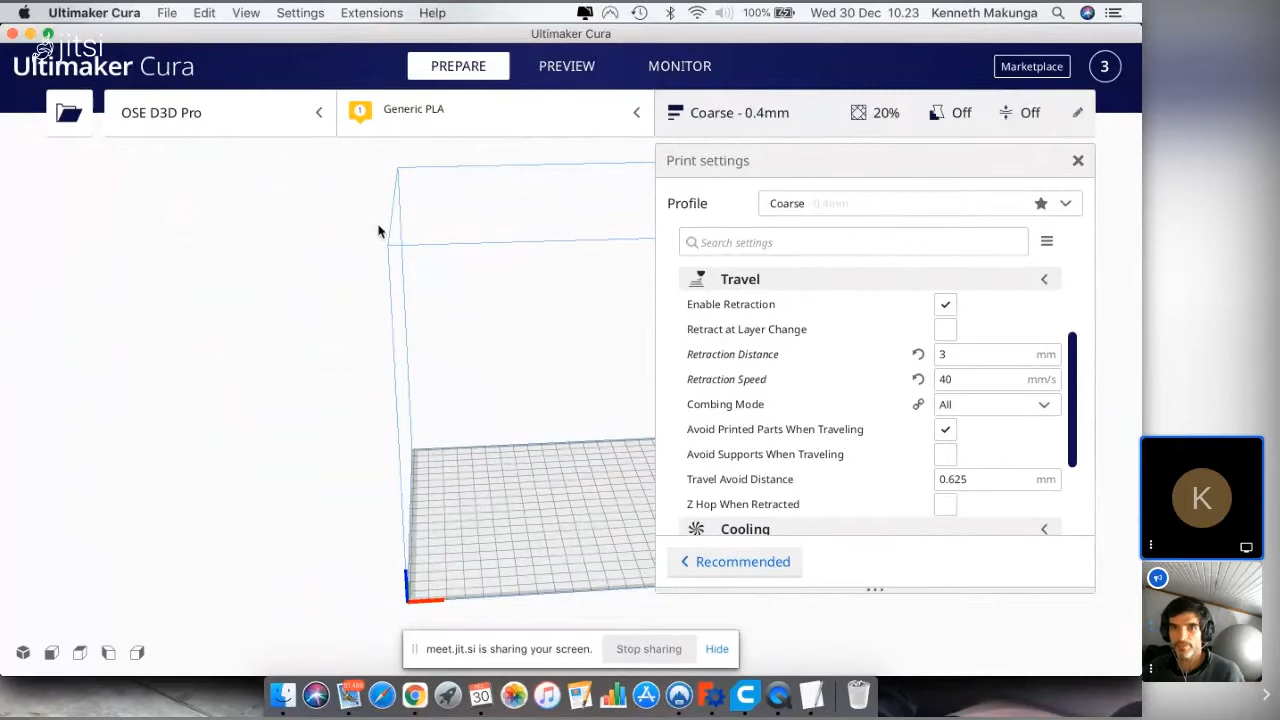 Ultimaker Cura File Edit View Settings Extensions Help 100% Wed 30 Dec 10.23 Kenneth Makunga
Ultimaker Cura
jitsi
Ultimaker Cura PREPARE PREVIEW MONITOR Marketplace 3
OSE D3D Pro 1 Generic PLA Coarse - 0.4mm 20% Off Off
Print settings
Profile Coarse 0.4mm
Search settings
Travel
Enable Retraction
Retract at Layer Change
Retraction Distance 3 mm
Retraction Speed 40 mm/s
Combing Mode All
Avoid Printed Parts When Traveling
Avoid Supports When Traveling
Travel Avoid Distance 0.625 mm
Z Hop When Retracted
Cooling
Recommended
K
meet.jit.si is sharing your screen. Stop sharing Hide
DEC
30